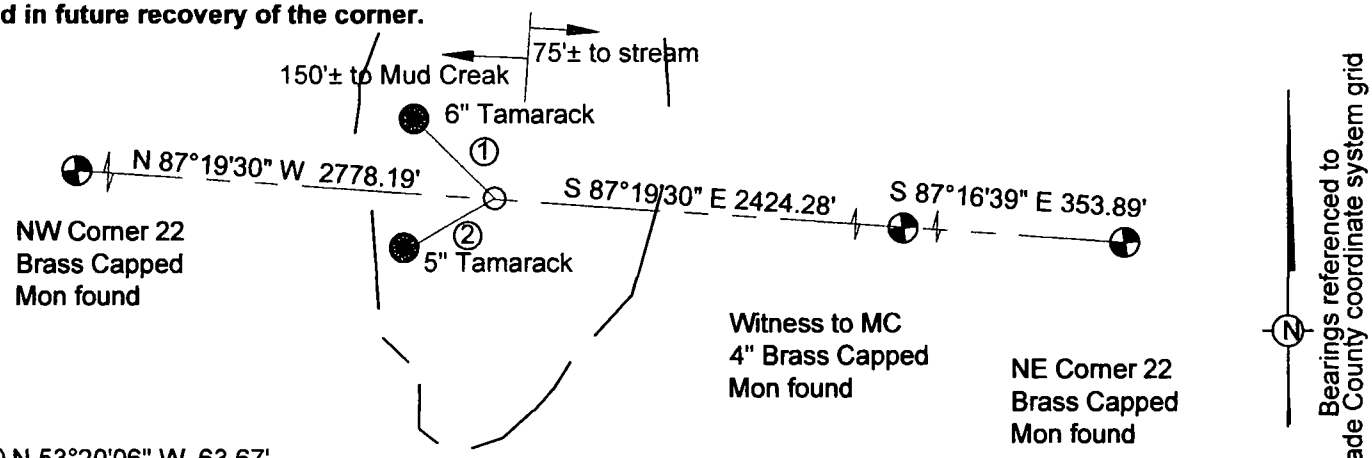 d in future recovery of the corner.
75'± to stream
150'± to Mud Creak
6" Tamarack
1
N 87°19'30" W 2778.19'
S 87°19'30" E 2424.28'
S 87°16'39" E 353.89'
2
5" Tamarack
NW Corner 22
Brass Capped
Mon found
Witness to MC
4" Brass Capped
Mon found
NE Corner 22
Brass Capped
Mon found
N
Bearings referenced to
ade County coordinate system grid
N 53°20'06" W 63.67'